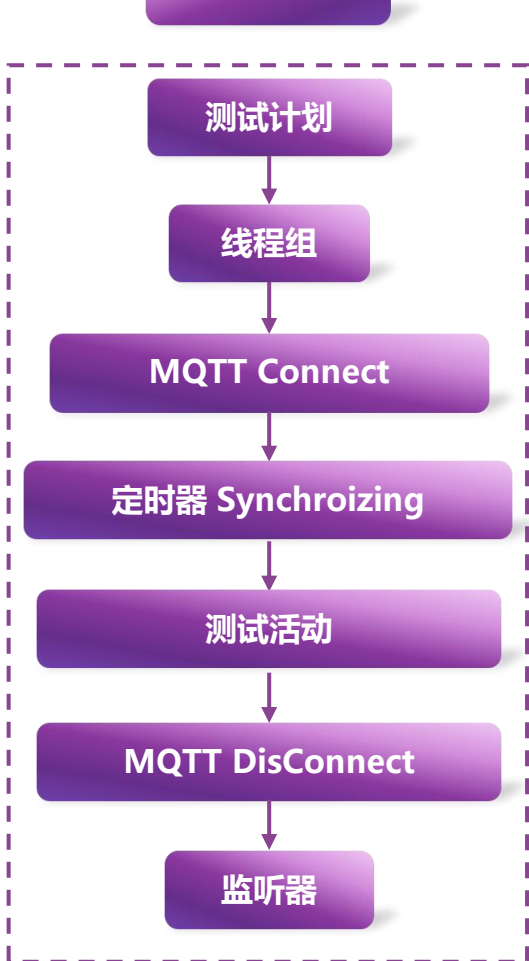 测试计划
线程组
MQTT Connect
定时器 Synchroizing
测试活动
MQTT DisConnect
监听器